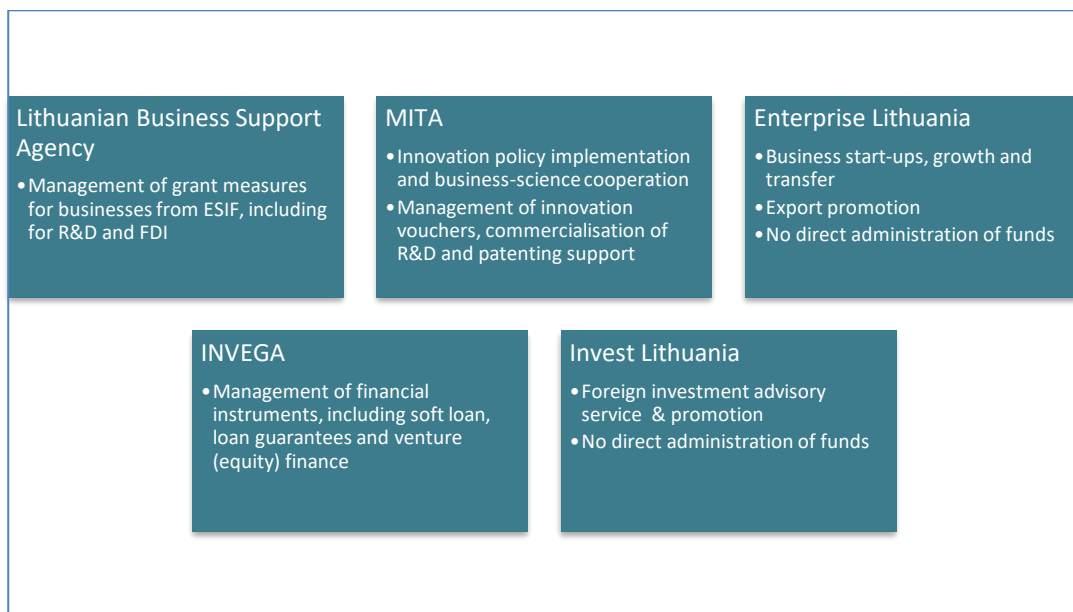 Lithuanian Business Support
Agency
•Management of grant measures
for businesses from ESIF, including
for R&D and FDI
MITA
•Innovation policy implementation
and business-science cooperation
•Management of innovation
vouchers, commercialisation of
R&D and patenting support
Enterprise Lithuania
•Business start-ups, growth and
transfer
•Export promotion
•No direct administration of funds
INVEGA
•Management of financial
instruments, including soft loan,
loan guarantees and venture
(equity) finance
Invest Lithuania
•Foreign investment advisory
service & promotion
•No direct administration of funds